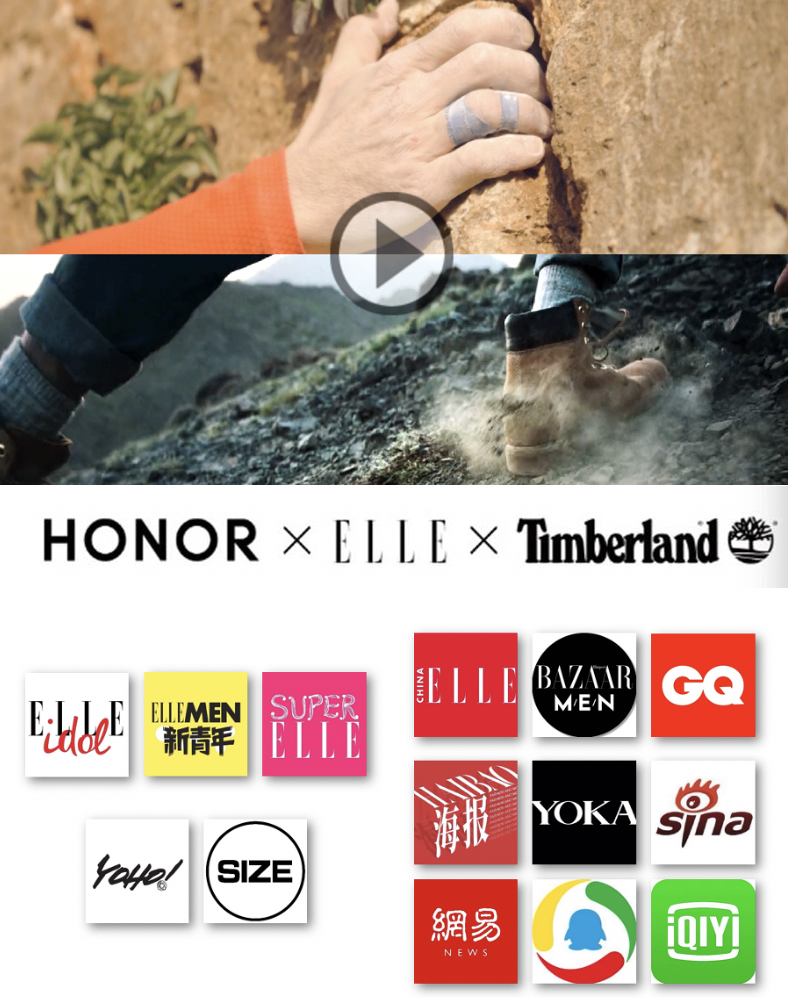 HONOR × ELLE × Timberland
ELLE
idol
ELLEMEN
新青年
SUPER
ELLE
YOHO!
SIZE
CHINA
ELLE
BAZAAR
MEN
GQ
HAIBAO
海报
YOKA
sina
網易
NEWS
iQIYI